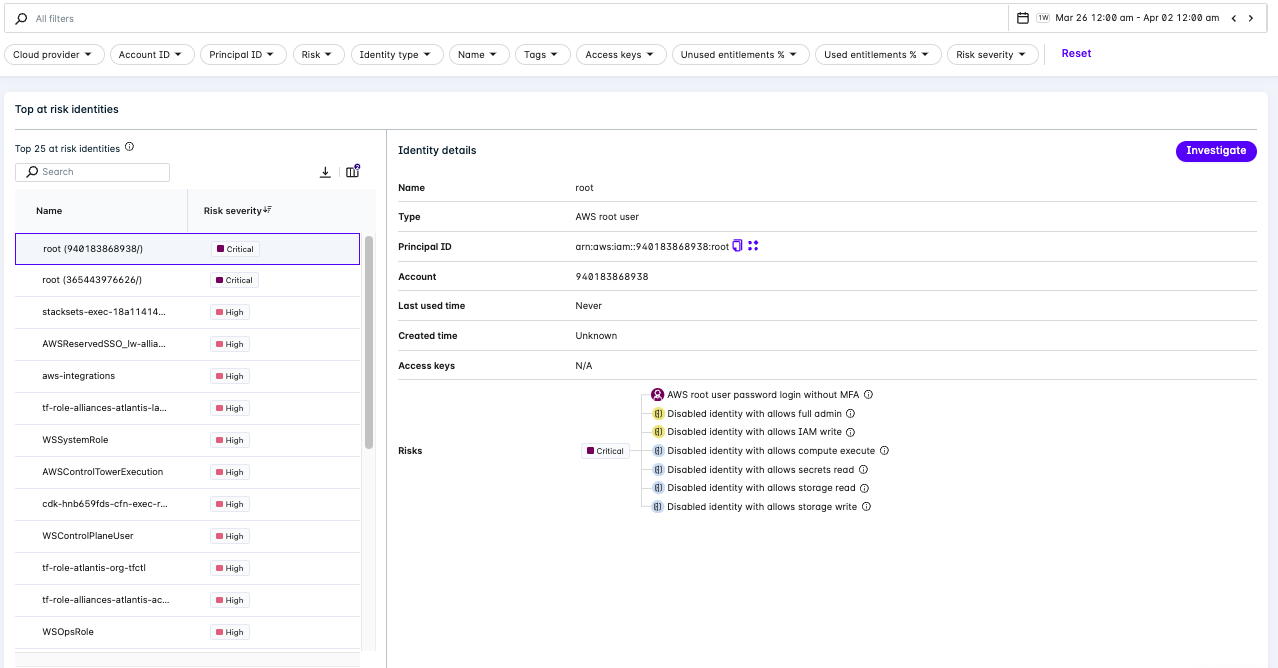 All filters
1W Mar 26 12:00 am - Apr 02 12:00 am
Cloud provider Account ID Principal ID Risk Identity type Name Tags Access keys Unused entitlements % Used entitlements % Risk severity Reset
Top at risk identities
Top 25 at risk identities
Search
Name Risk severity
root (940183868938/) Critical
root (365443976626/) Critical
stacksets-exec-18a11414... High
AWSReservedSSO_lw-allia... High
aws-integrations High
tf-role-alliances-atlantis-la... High
WSSystemRole High
AWSControlTowerExecution High
cdk-hnb659fds-cfn-exec-r... High
WSControlPlaneUser High
tf-role-atlantis-org-tfctl High
tf-role-alliances-atlantis-ac... High
WSOpsRole High
Identity details
Investigate
Name root
Type AWS root user
Principal ID arn:aws:iam::940183868938:root
Account 940183868938
Last used time Never
Created time Unknown
Access keys N/A
Risks Critical
AWS root user password login without MFA
Disabled identity with allows full admin
Disabled identity with allows IAM write
Disabled identity with allows compute execute
Disabled identity with allows secrets read
Disabled identity with allows storage read
Disabled identity with allows storage write